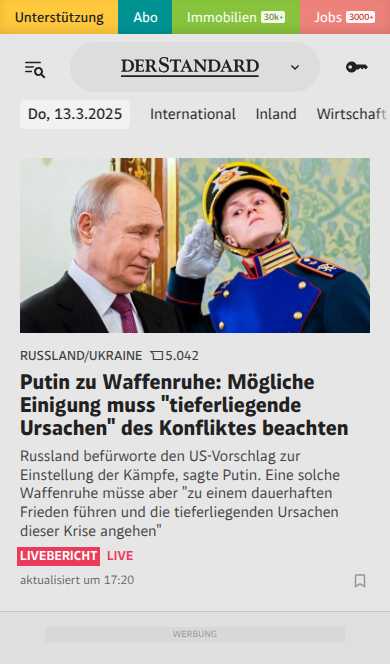 Unterstützung Abo Immobilien 30k+ Jobs 3000+
DERSTANDARD
Do, 13.3.2025 International Inland Wirtschaft
RUSSLAND/UKRAINE 5.042
Putin zu Waffenruhe: Mögliche
Einigung muss "tieferliegende
Ursachen" des Konfliktes beachten
Russland befürworte den US-Vorschlag zur
Einstellung der Kämpfe, sagte Putin. Eine solche
Waffenruhe müsse aber "zu einem dauerhaften
Frieden führen und die tieferliegenden Ursachen
dieser Krise angehen"
LIVEBERICHT LIVE
aktualisiert um 17:20
WERBUNG